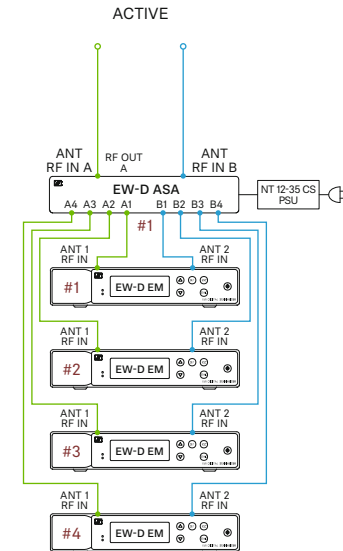 ACTIVE
ANT
RF IN A
RF OUT
A
ANT
RF IN B
EW-D ASA
A4 A3 A2 A1 B1 B2 B3 B4
NT 12-35 CS
PSU
#1
ANT 1
RF IN
ANT 2
RF IN
#1
EW-D EM
ANT 1
RF IN
ANT 2
RF IN
#2
EW-D EM
ANT 1
RF IN
ANT 2
RF IN
#3
EW-D EM
ANT 1
RF IN
ANT 2
RF IN
#4
EW-D EM